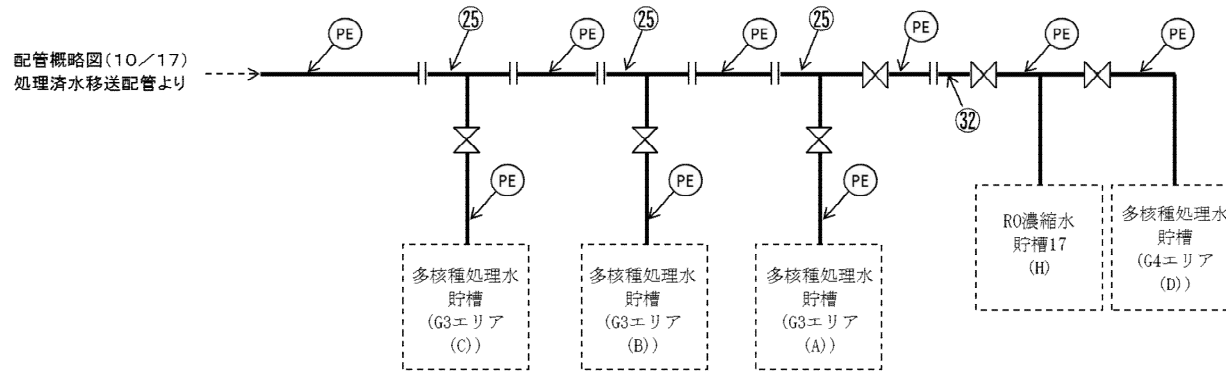 PE
㉕
PE
㉕
PE
㉕
PE
PE
PE
配管概略図(10/17)
処理済水移送配管より
㉜
PE
PE
PE
多核種処理水
貯槽
(G3エリア
(C))
多核種処理水
貯槽
(G3エリア
(B))
多核種処理水
貯槽
(G3エリア
(A))
RO濃縮水
貯槽17
(H)
多核種処理水
貯槽
(G4エリア
(D))